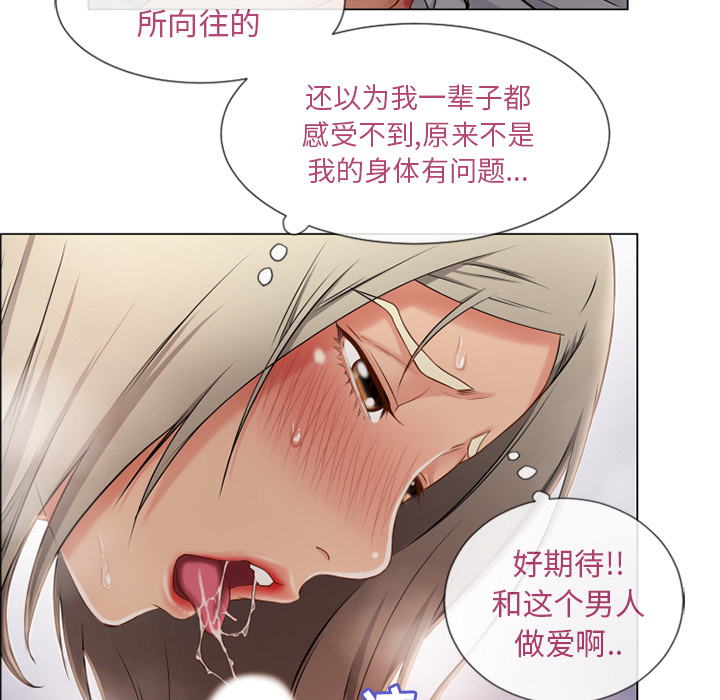 所向往的
还以为我一辈子都
感受不到,原来不是
我的身体有问题...
好期待!!
和这个男人
做爱啊..